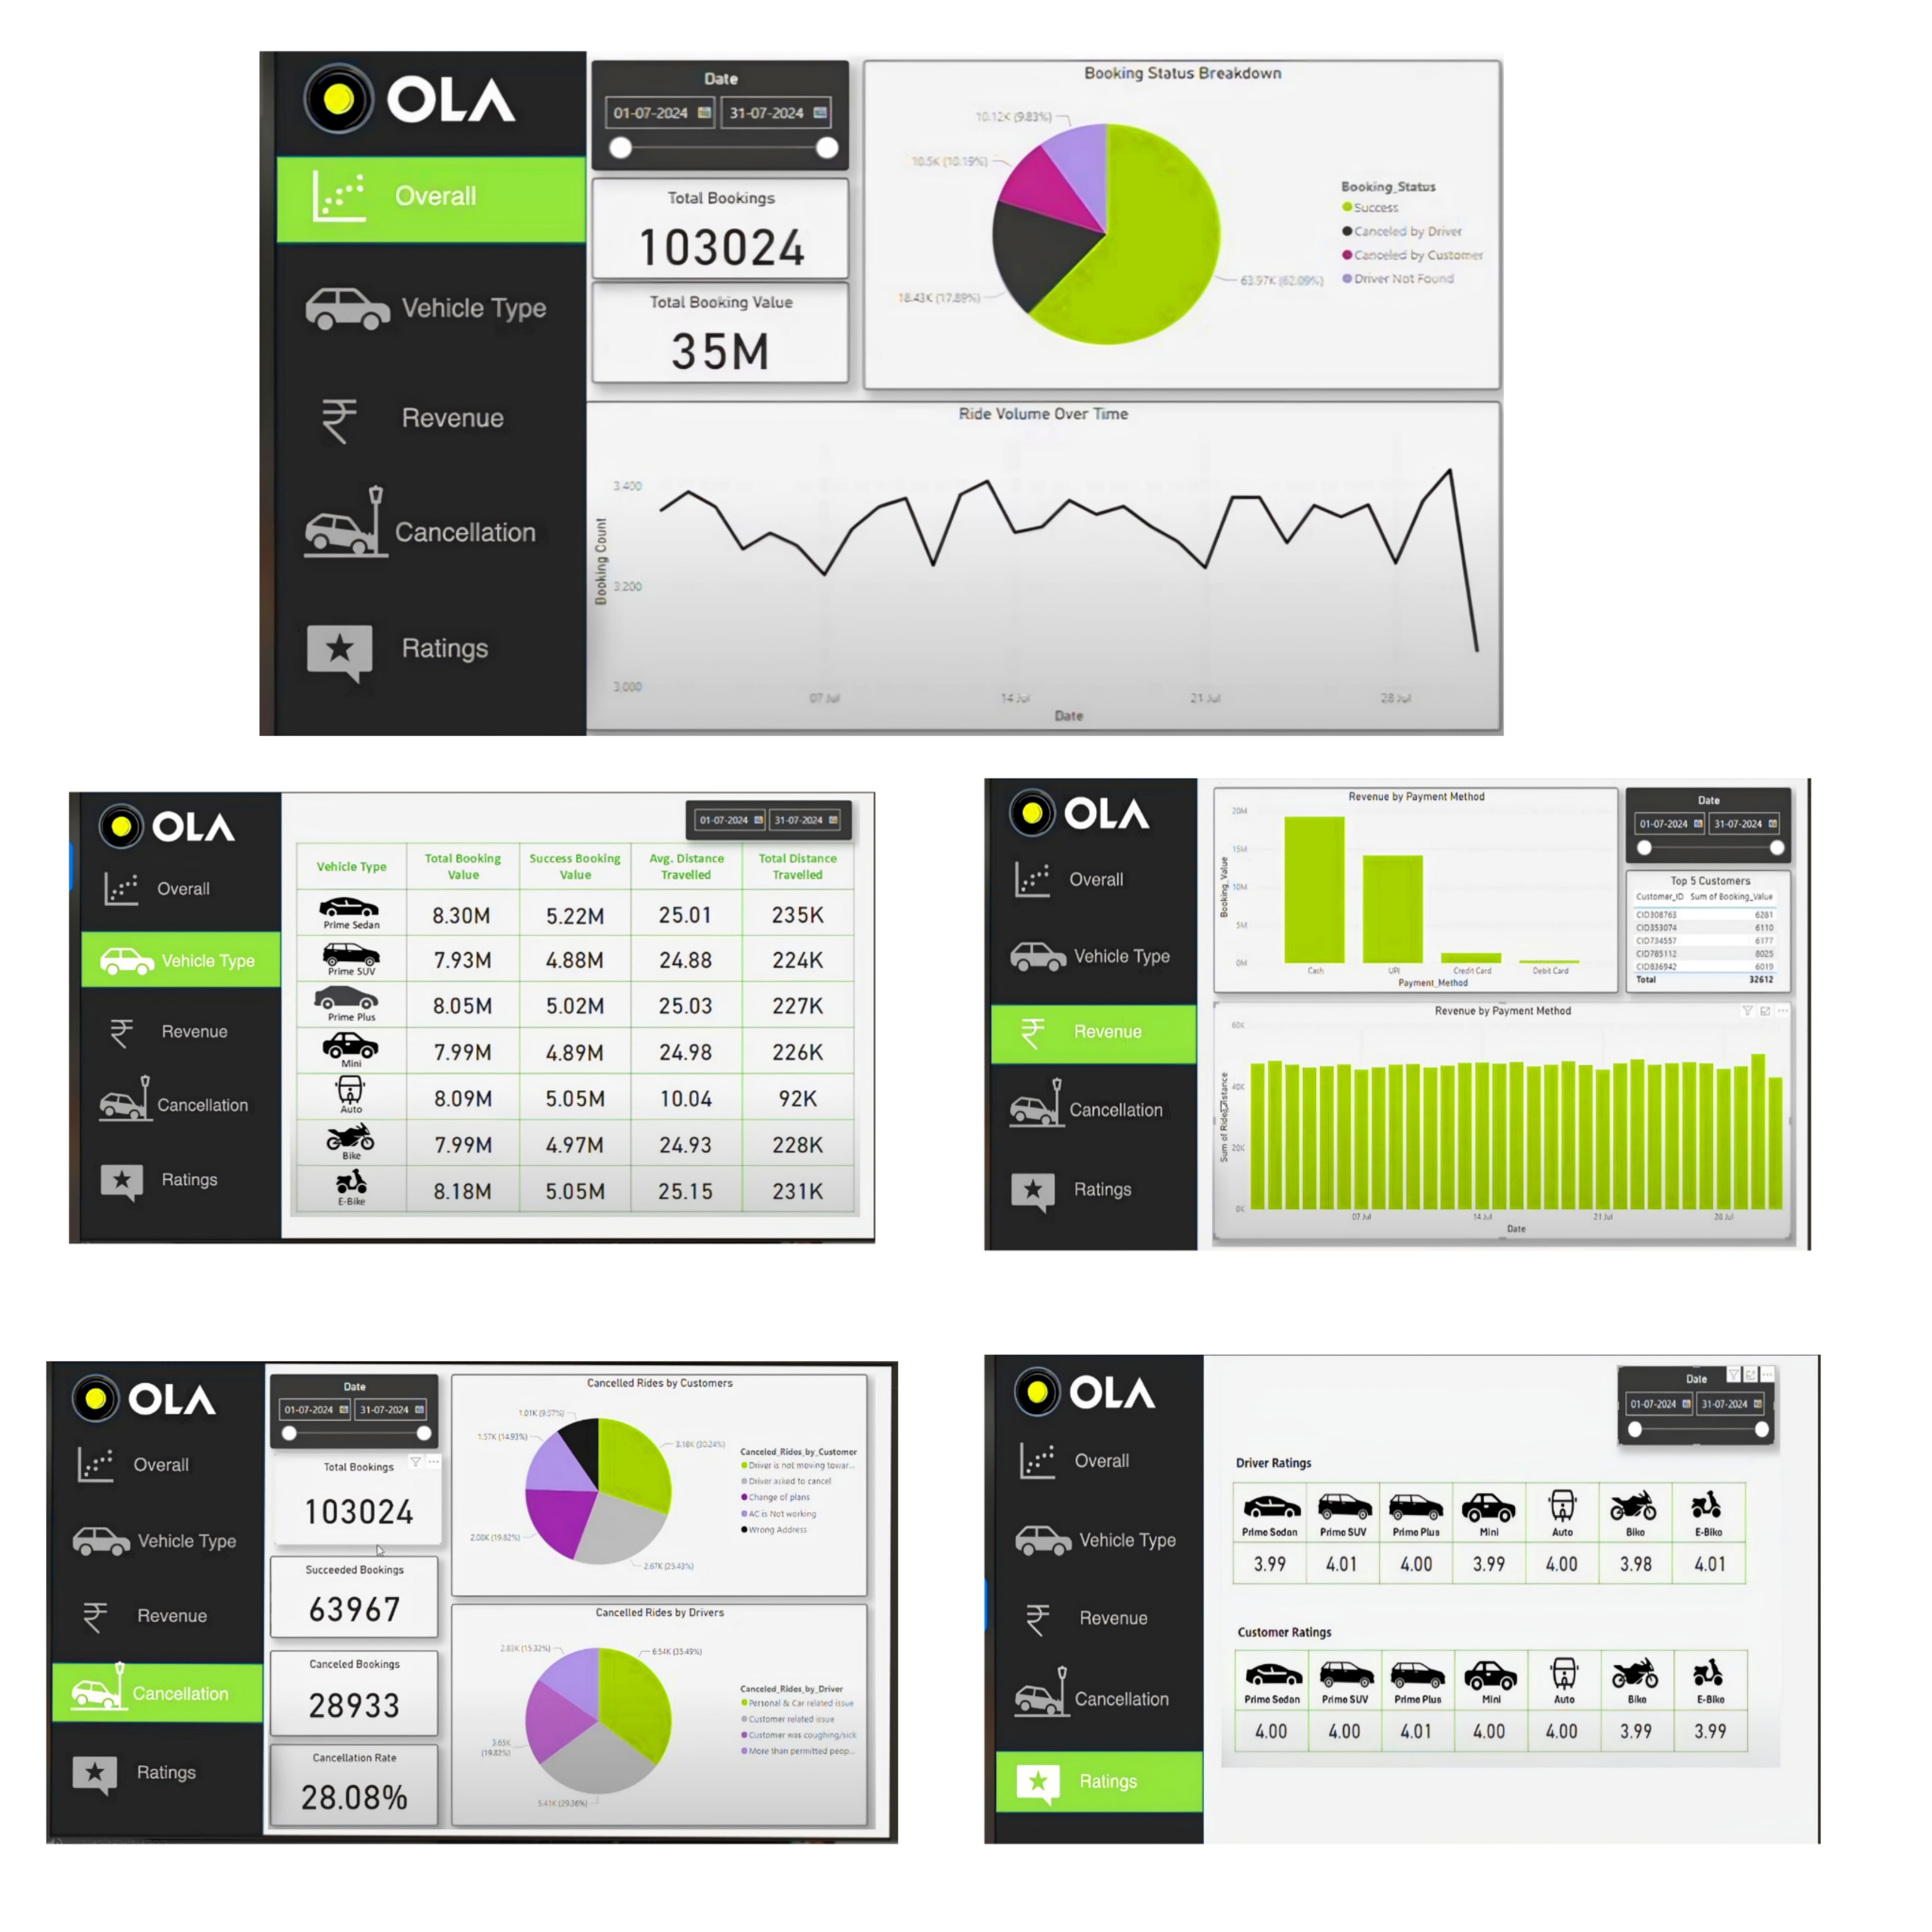 OLA
Overall
Vehicle Type
Revenue
Cancellation
Ratings
Date
01-07-2024 31-07-2024
Total Bookings
103024
Total Booking Value
35M
Booking Status Breakdown
10.12K (9.83%)
10.5K (10.19%)
18.43K (17.89%)
63.97K (62.09%)
Booking_Status
Success
Canceled by Driver
Canceled by Customer
Driver Not Found
Ride Volume Over Time
Booking Count
3,400
3,200
3,000
07 Jul 14 Jul 21 Jul 28 Jul
Date
OLA
Overall
Vehicle Type
Revenue
Cancellation
Ratings
01-07-2024 31-07-2024
Vehicle Type Total Booking Value Success Booking Value Avg. Distance Travelled Total Distance Travelled
Prime Sedan 8.30M 5.22M 25.01 235K
Prime SUV 7.93M 4.88M 24.88 224K
Prime Plus 8.05M 5.02M 25.03 227K
Mini 7.99M 4.89M 24.98 226K
Auto 8.09M 5.05M 10.04 92K
Bike 7.99M 4.97M 24.93 228K
E-Bike 8.18M 5.05M 25.15 231K
OLA
Overall
Vehicle Type
Revenue
Cancellation
Ratings
Revenue by Payment Method
Booking_Value
20M
15M
10M
5M
0M
Cash UPI Credit Card Debit Card
Payment_Method
Date
01-07-2024 31-07-2024
Top 5 Customers
Customer_ID Sum of Booking_Value
CID308763 6281
CID353074 6110
CID734557 6177
CID785112 8025
CID836942 6019
Total 32612
Revenue by Payment Method
Sum of Ride_Distance
60K
40K
20K
0K
07 Jul 14 Jul 21 Jul 28 Jul
Date
OLA
Overall
Vehicle Type
Revenue
Cancellation
Ratings
Date
01-07-2024 31-07-2024
Total Bookings
103024
Succeeded Bookings
63967
Canceled Bookings
28933
Cancellation Rate
28.08%
Cancelled Rides by Customers
1.01K (9.57%)
1.57K (14.93%)
2.08K (19.82%)
3.18K (30.24%)
2.67K (25.43%)
Canceled_Rides_by_Customer
Driver is not moving towar...
Driver asked to cancel
Change of plans
AC is Not working
Wrong Address
Cancelled Rides by Drivers
2.83K (15.32%)
6.54K (35.49%)
3.65K (19.82%)
5.41K (29.36%)
Canceled_Rides_by_Driver
Personal & Car related issue
Customer related issue
Customer was coughing/sick
More than permitted peop...
OLA
Overall
Vehicle Type
Revenue
Cancellation
Ratings
Date
01-07-2024 31-07-2024
Driver Ratings
Prime Sedan Prime SUV Prime Plus Mini Auto Bike E-Bike
3.99 4.01 4.00 3.99 4.00 3.98 4.01
Customer Ratings
Prime Sedan Prime SUV Prime Plus Mini Auto Bike E-Bike
4.00 4.00 4.01 4.00 4.00 3.99 3.99